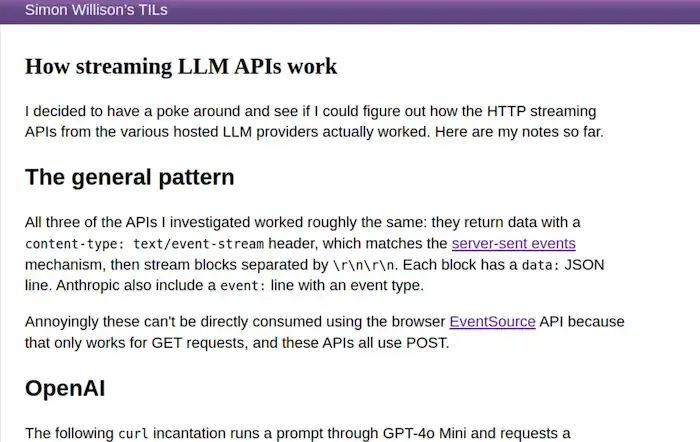 Simon Willison's TILs
How streaming LLM APIs work
I decided to have a poke around and see if I could figure out how the HTTP streaming
APIs from the various hosted LLM providers actually worked. Here are my notes so far.
The general pattern
All three of the APIs I investigated worked roughly the same: they return data with a
content-type: text/event-stream header, which matches the server-sent events
mechanism, then stream blocks separated by \r\n\r\n. Each block has a data: JSON
line. Anthropic also include a event: line with an event type.
Annoyingly these can't be directly consumed using the browser EventSource API because
that only works for GET requests, and these APIs all use POST.
OpenAI
The following curl incantation runs a prompt through GPT-4o Mini and requests a